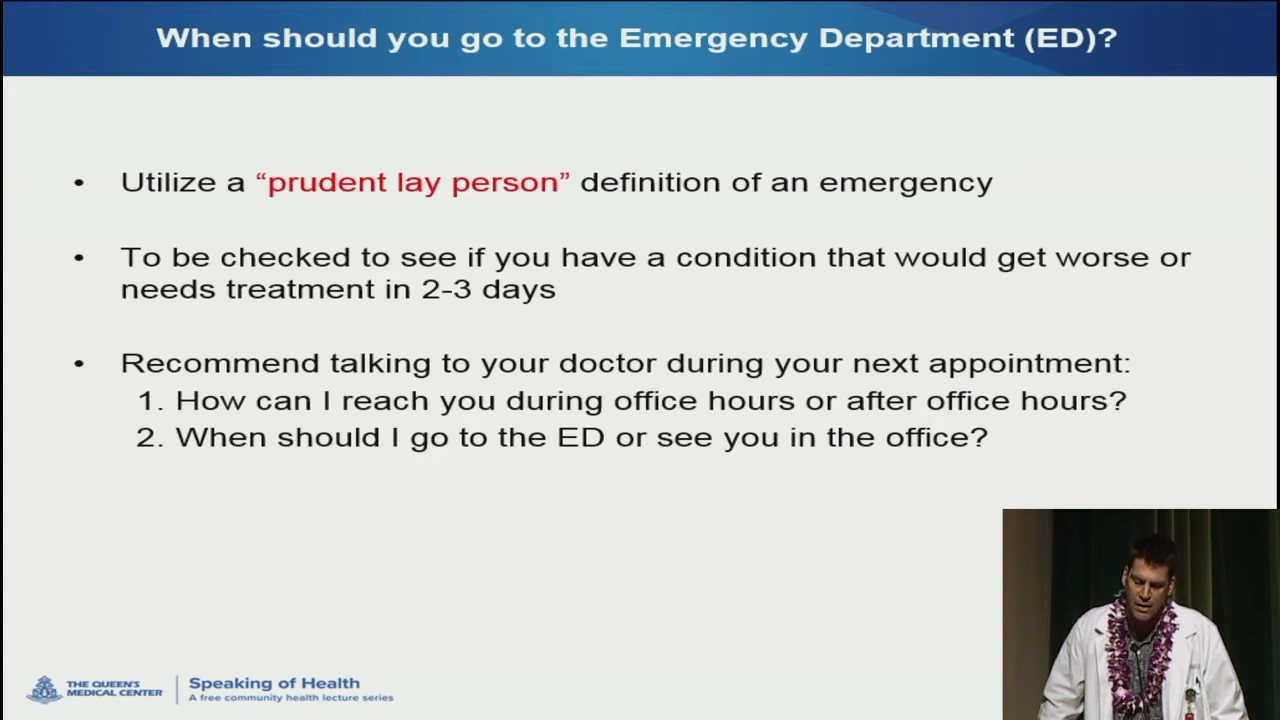 When should you go to the Emergency Department (ED)?
• Utilize a “prudent lay person” definition of an emergency
• To be checked to see if you have a condition that would get worse or
needs treatment in 2-3 days
• Recommend talking to your doctor during your next appointment:
1. How can I reach you during office hours or after office hours?
2. When should I go to the ED or see you in the office?
THE QUEEN'S
MEDICAL CENTER
Speaking of Health
A free community health lecture series